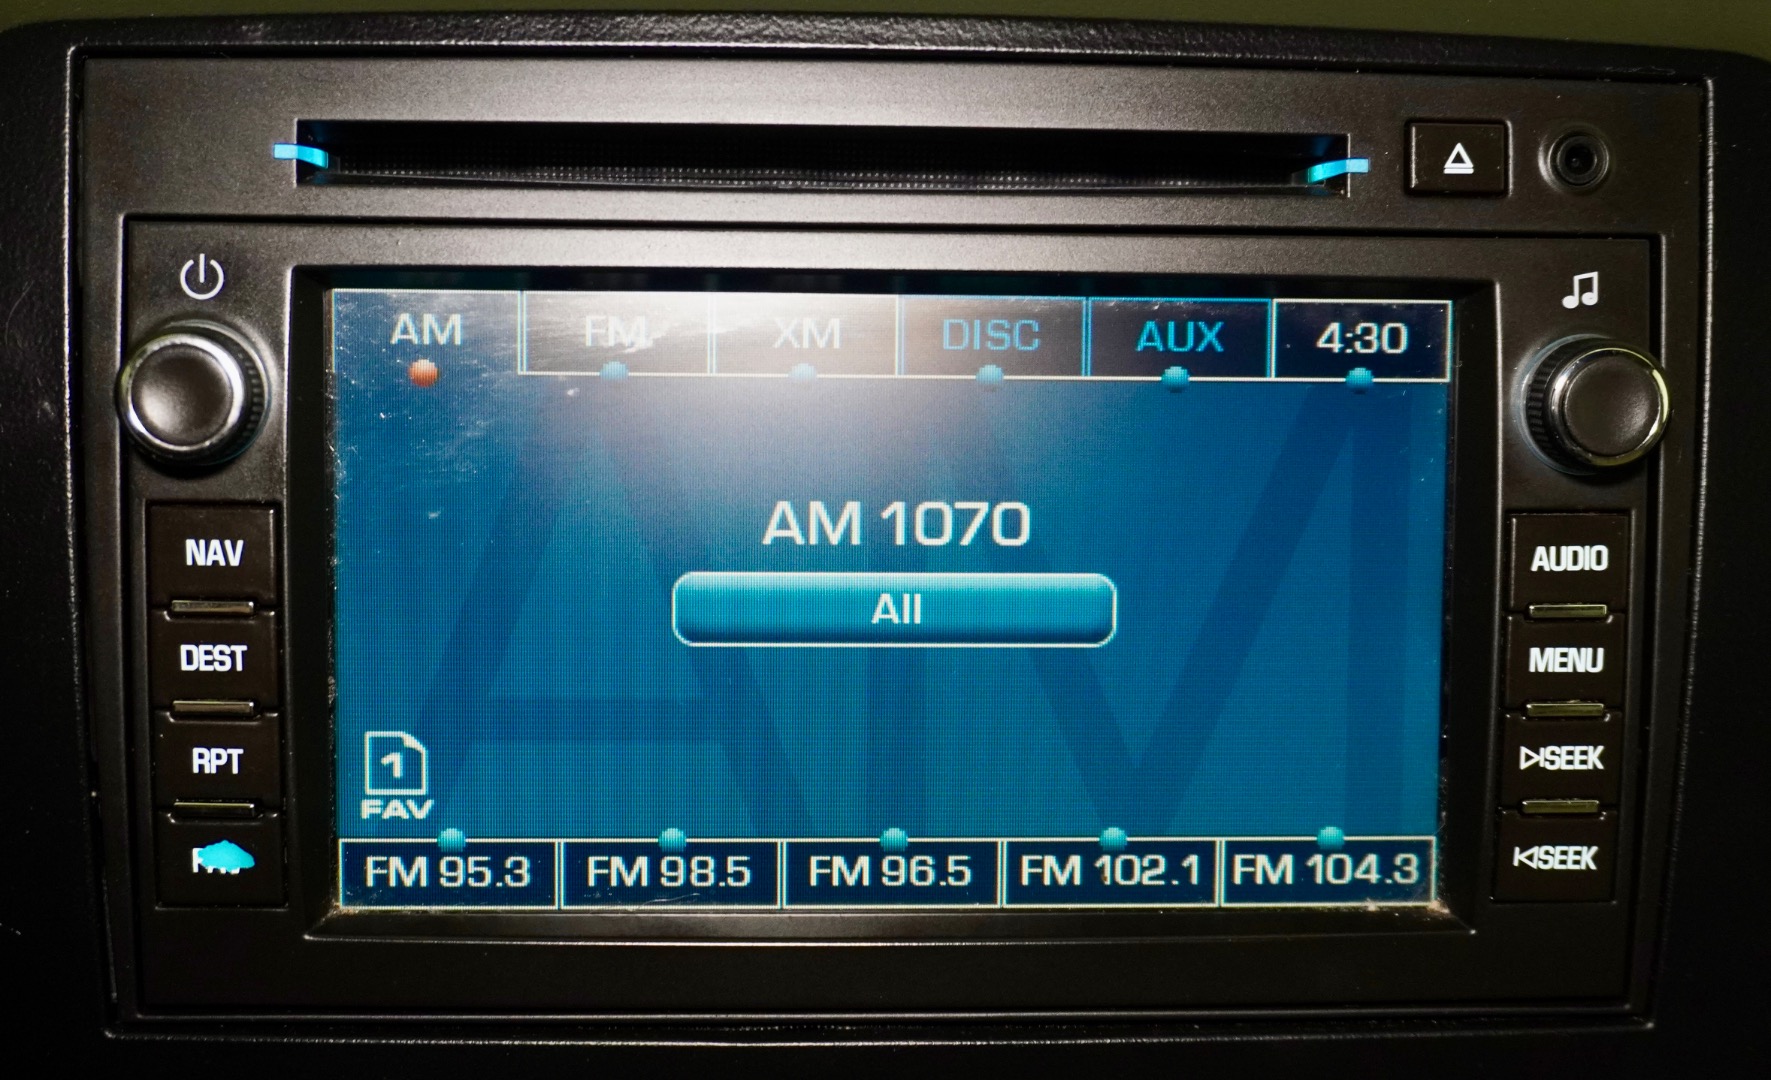 AM FM XM DISC AUX 4:30
AM 1070
All
1
FAV
FM 95.3 FM 98.5 FM 96.5 FM 102.1 FM 104.3
NAV
DEST
RPT
AUDIO
MENU
SEEK
SEEK